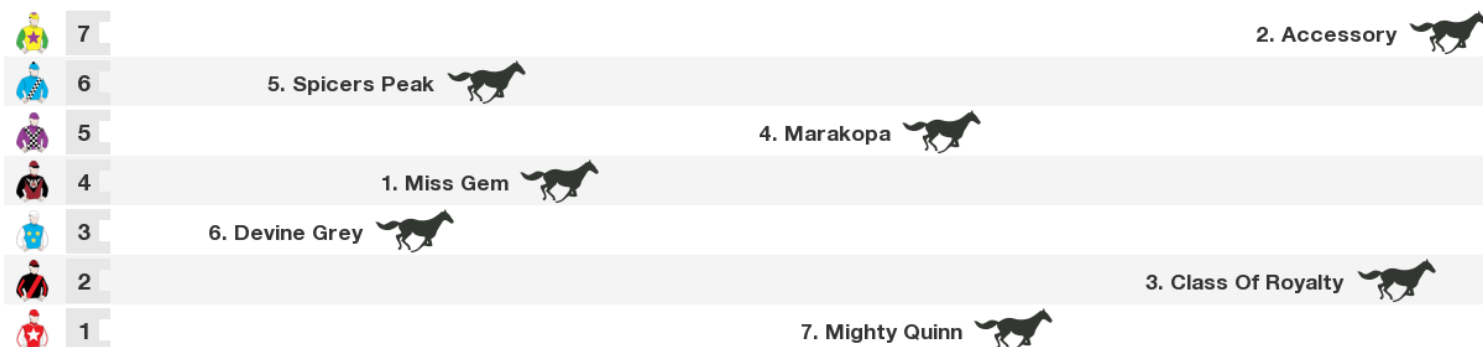 7 2. Accessory
6 5. Spicers Peak
5 4. Marakopa
4 1. Miss Gem
3 6. Devine Grey
2 3. Class Of Royalty
1 7. Mighty Quinn